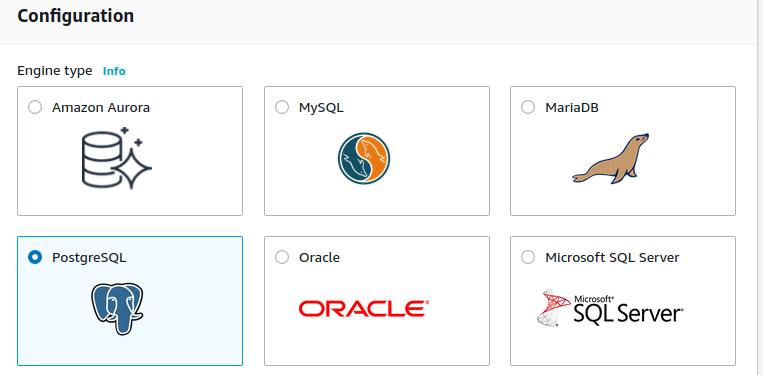 Configuration
Engine type Info
Amazon Aurora
MySQL
MariaDB
PostgreSQL
Oracle
Microsoft SQL Server
ORACLE®
Microsoft®
SQL Server®